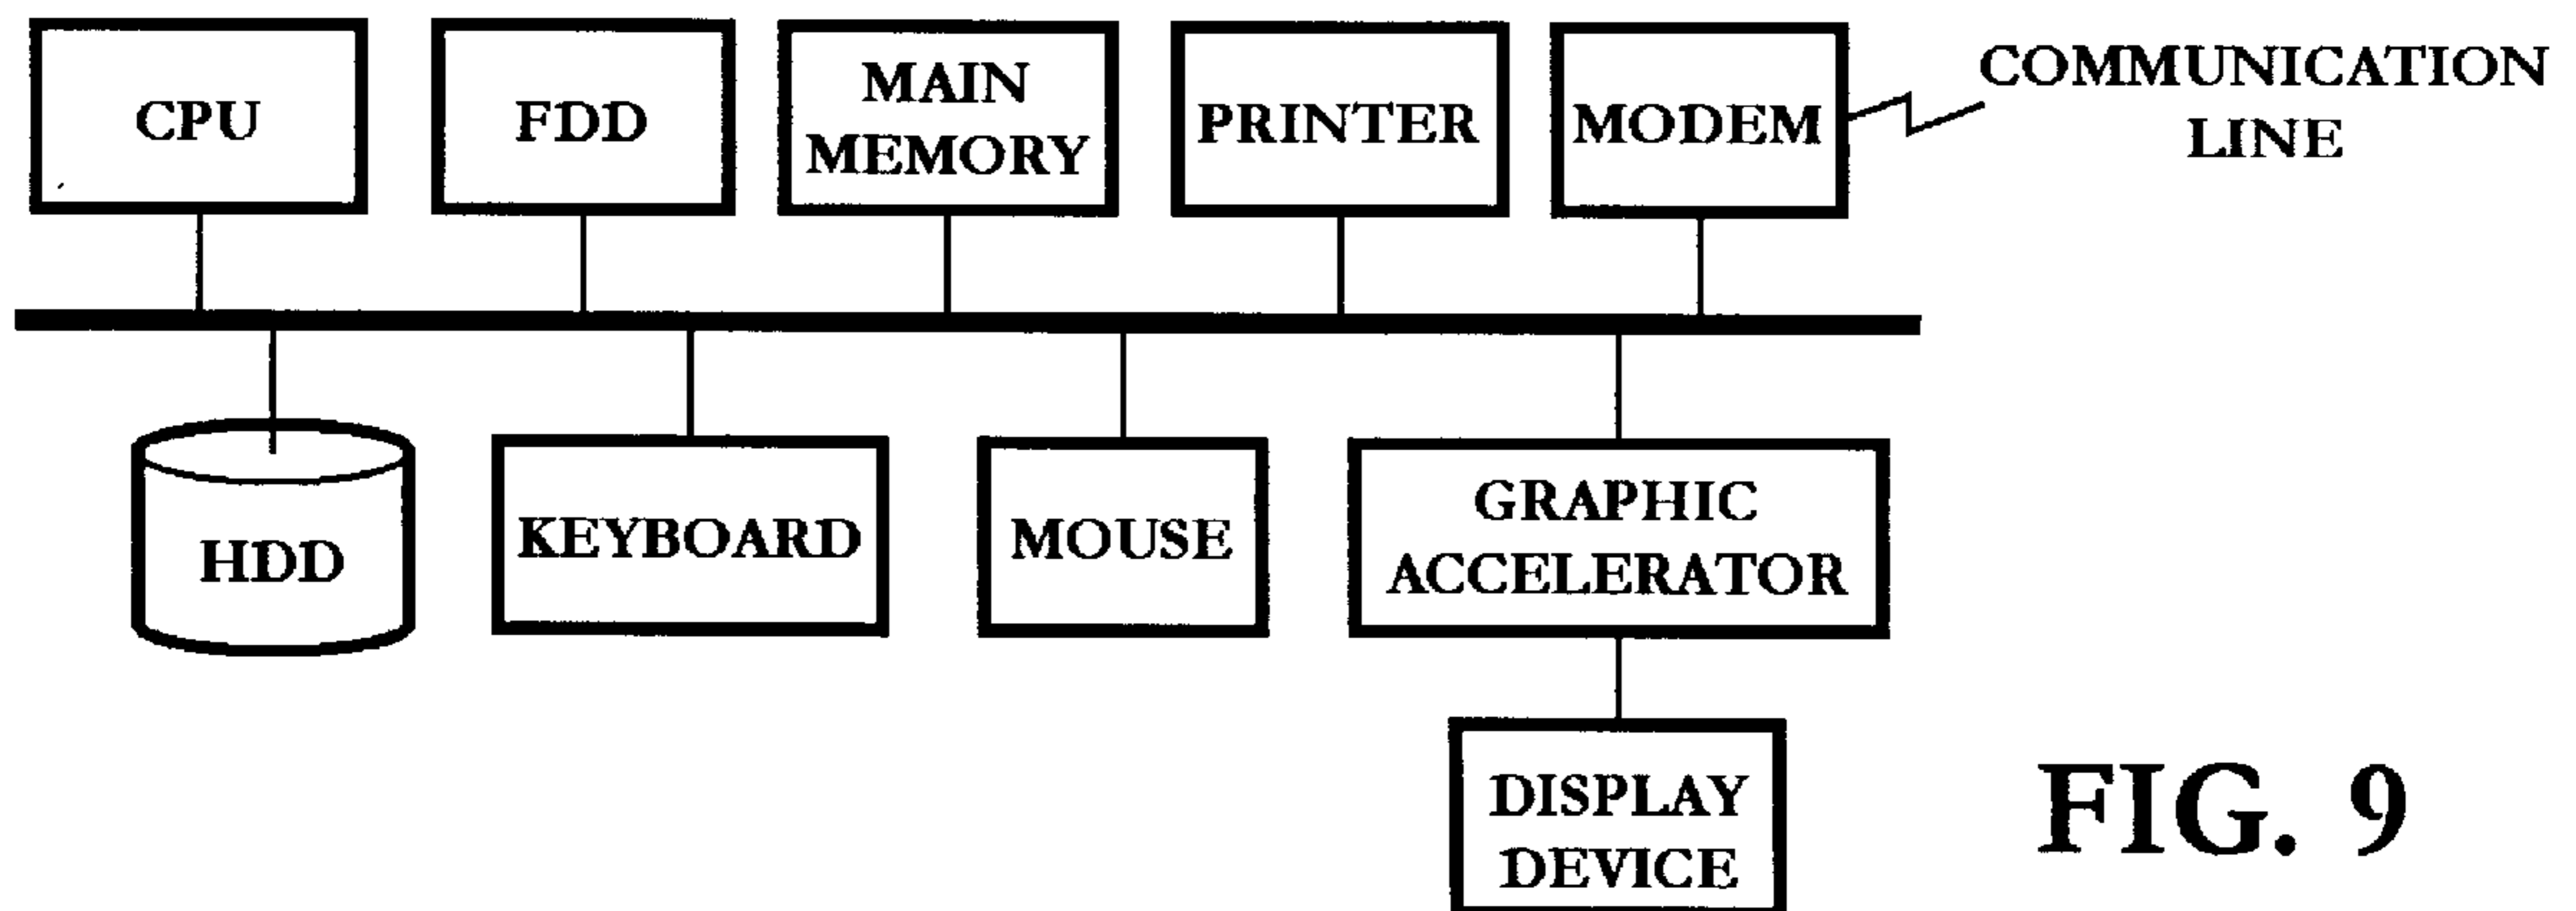 CPU
FDD
MAIN
MEMORY
PRINTER
MODEM
COMMUNICATION
LINE
HDD
KEYBOARD
MOUSE
GRAPHIC
ACCELERATOR
DISPLAY
DEVICE
FIG. 9